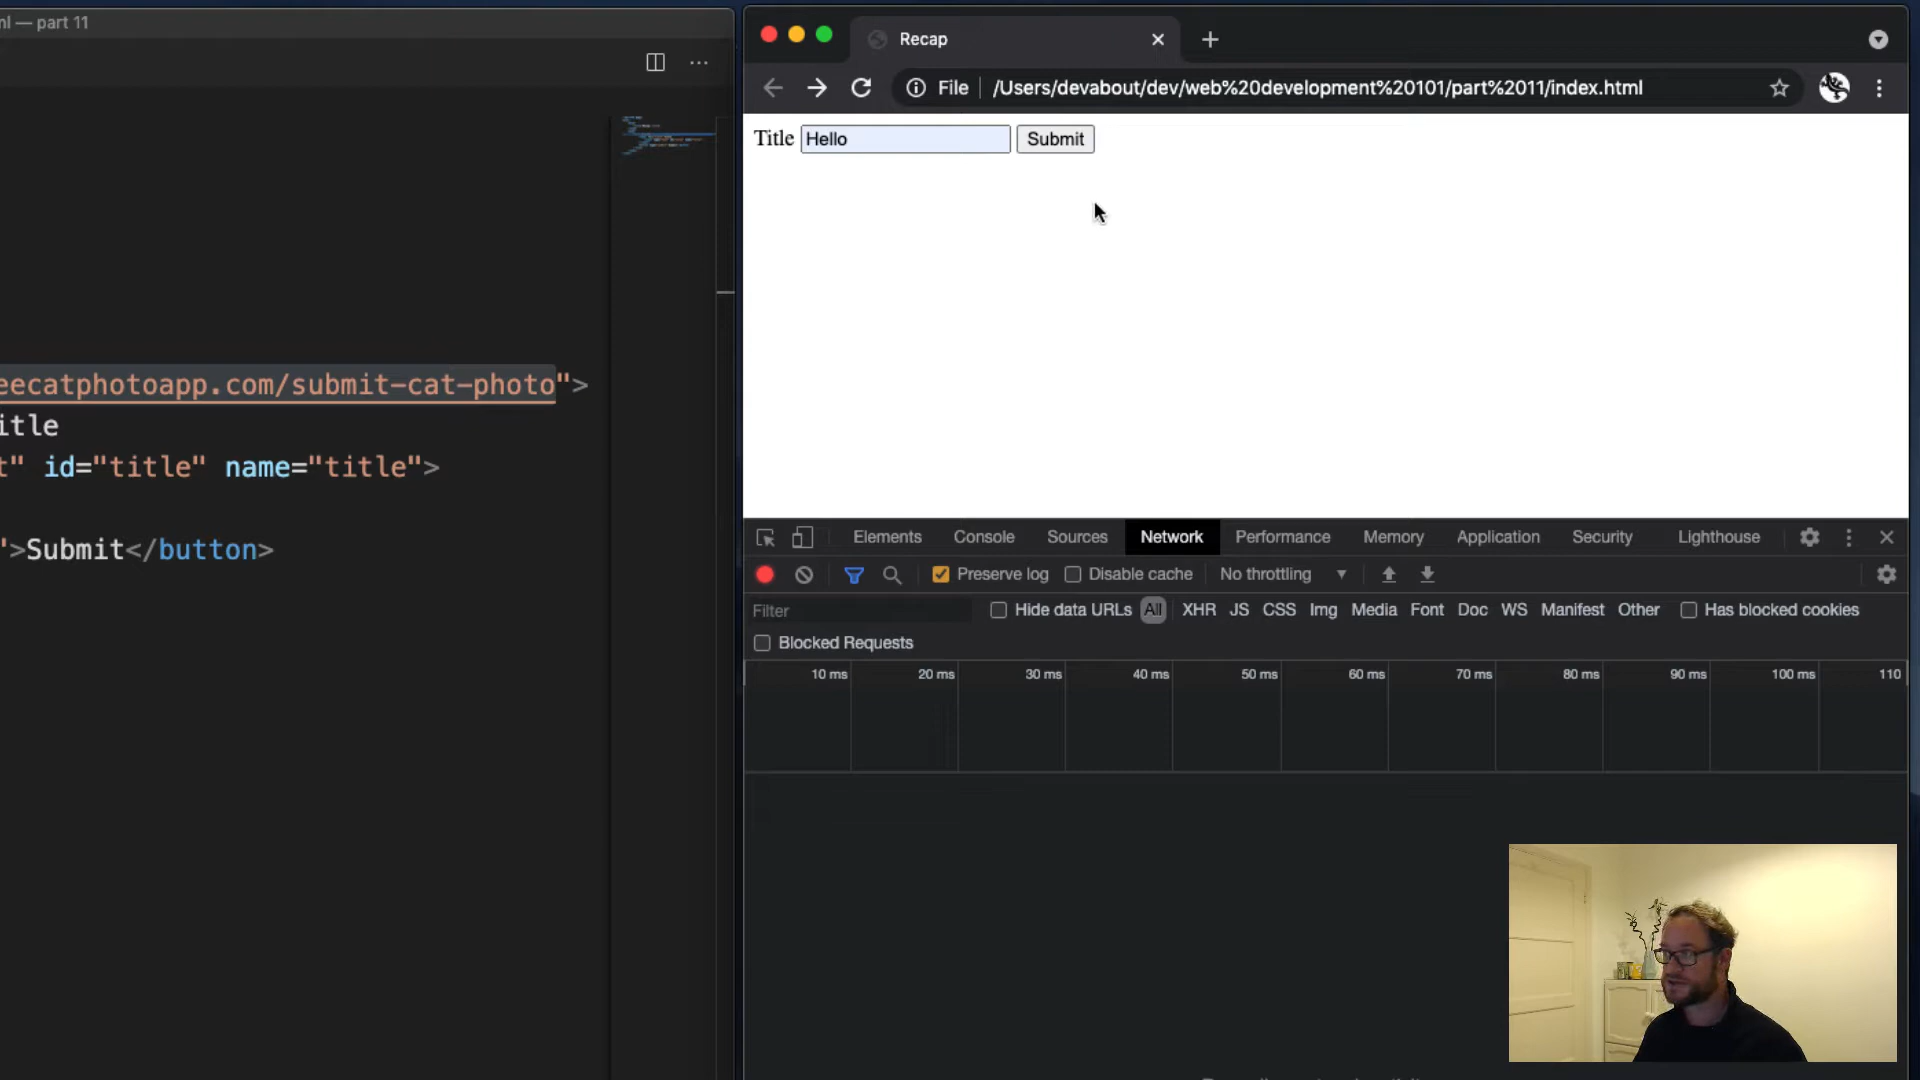 ml — part 11
Recap
File
/Users/devabout/dev/web%20development%20101/part%2011/index.html
Title
Hello
Submit
eecatphotoapp.com/submit-cat-photo">
itle
t" id="title" name="title">
">Submit</button>
Elements Console Sources Network Performance Memory Application Security Lighthouse
Preserve log Disable cache No throttling
Filter Hide data URLs All XHR JS CSS Img Media Font Doc WS Manifest Other Has blocked cookies
Blocked Requests
10 ms 20 ms 30 ms 40 ms 50 ms 60 ms 70 ms 80 ms 90 ms 100 ms 110